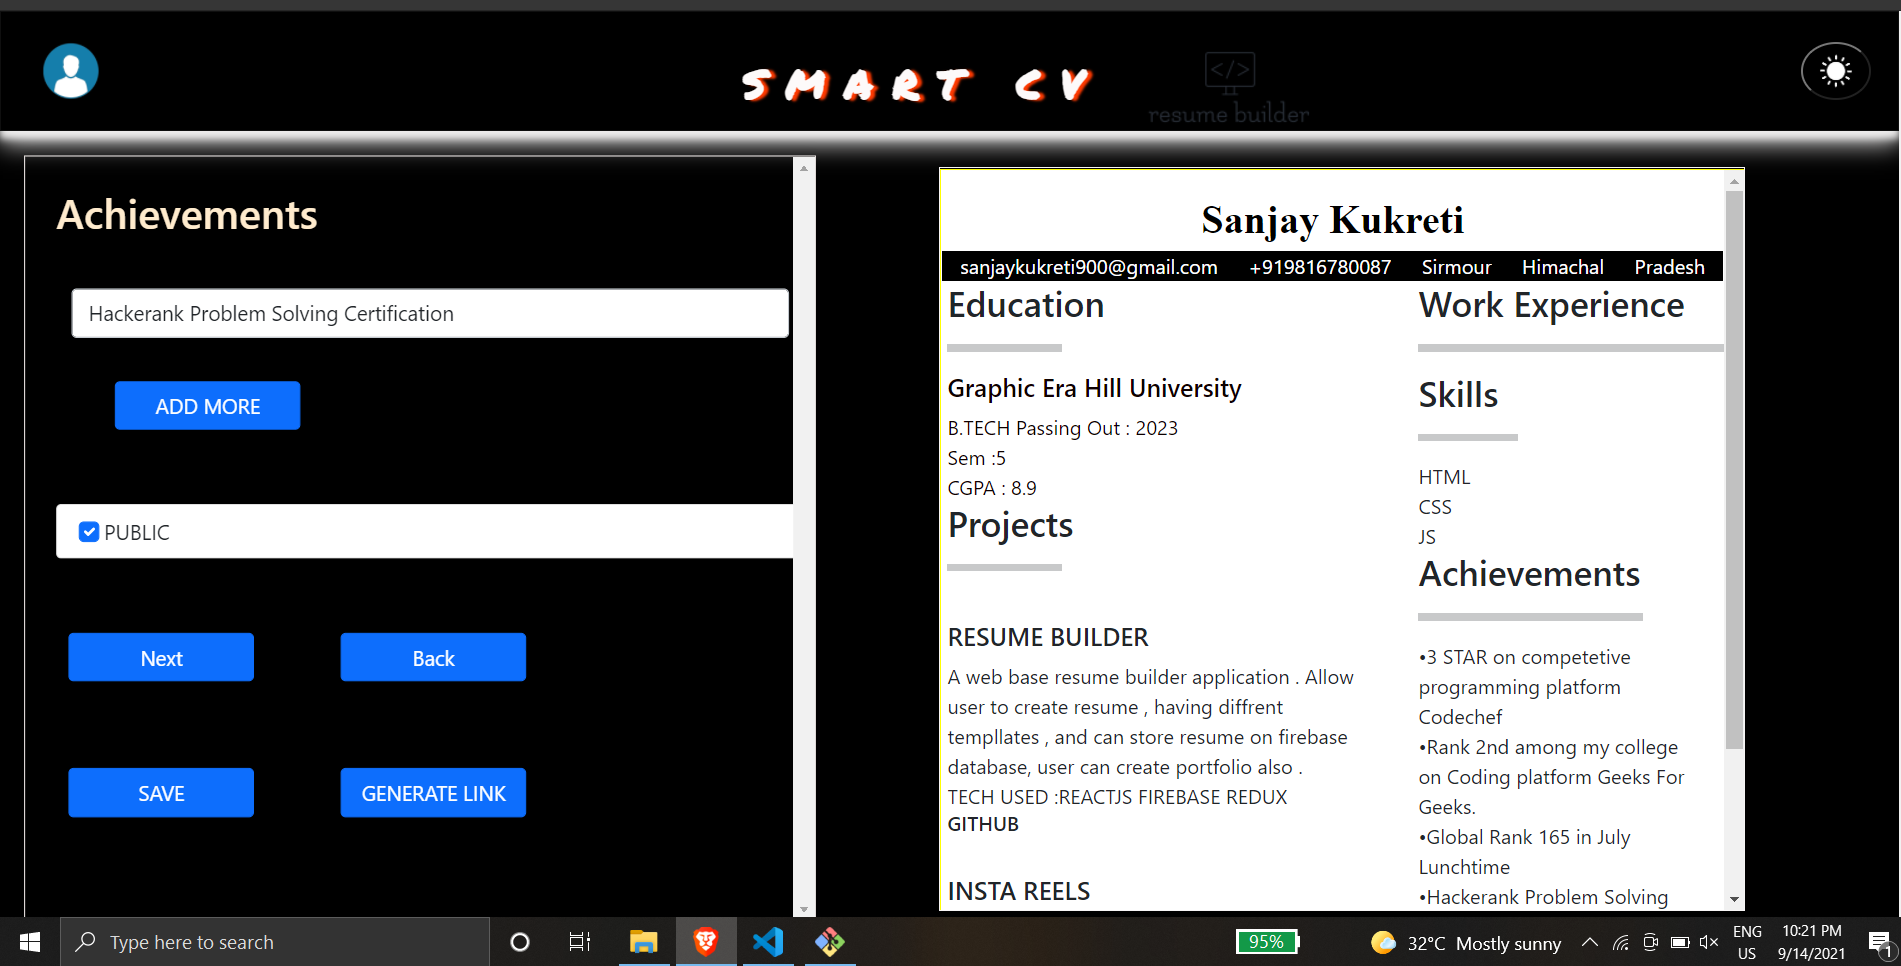 SMART CV
</>
resume builder
Achievements
Hackerank Problem Solving Certification
ADD MORE
PUBLIC
Next
Back
SAVE
GENERATE LINK
Sanjay Kukreti
sanjaykukreti900@gmail.com +919816780087 Sirmour Himachal Pradesh
Education
Graphic Era Hill University
B.TECH Passing Out : 2023
Sem :5
CGPA : 8.9
Projects
RESUME BUILDER
A web base resume builder application . Allow
user to create resume , having diffrent
templlates , and can store resume on firebase
database, user can create portfolio also .
TECH USED :REACTJS FIREBASE REDUX
GITHUB
INSTA REELS
Work Experience
Skills
HTML
CSS
JS
Achievements
•3 STAR on competetive
programming platform
Codechef
•Rank 2nd among my college
on Coding platform Geeks For
Geeks.
•Global Rank 165 in July
Lunchtime
•Hackerank Problem Solving
Type here to search
95%
32°C Mostly sunny
ENG
US
10:21 PM
9/14/2021
1